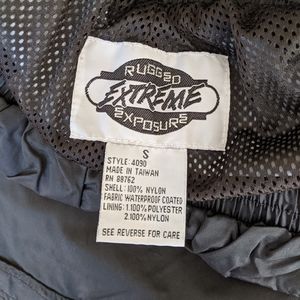 RUGGED
EXTREME
EXPOSURE
S
STYLE: 4090
MADE IN TAIWAN
RN 88762
SHELL: 100% NYLON
FABRIC WATERPROOF COATED
LINING: 1.100% POLYESTER
2.100% NYLON
SEE REVERSE FOR CARE